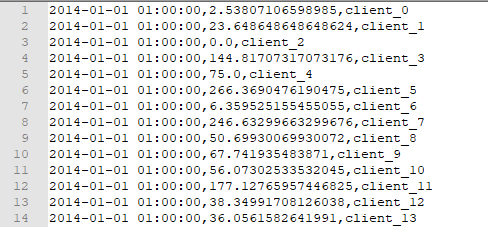 1 2014-01-01 01:00:00,2.53807106598985,client_0
2 2014-01-01 01:00:00,23.648648648648624,client_1
3 2014-01-01 01:00:00,0.0,client_2
4 2014-01-01 01:00:00,144.81707317073176,client_3
5 2014-01-01 01:00:00,75.0,client_4
6 2014-01-01 01:00:00,266.3690476190475,client_5
7 2014-01-01 01:00:00,6.359525155455055,client_6
8 2014-01-01 01:00:00,246.63299663299676,client_7
9 2014-01-01 01:00:00,50.69930069930072,client_8
10 2014-01-01 01:00:00,67.741935483871,client_9
11 2014-01-01 01:00:00,56.07302533532045,client_10
12 2014-01-01 01:00:00,177.12765957446825,client_11
13 2014-01-01 01:00:00,38.34991708126038,client_12
14 2014-01-01 01:00:00,36.0561582641991,client_13